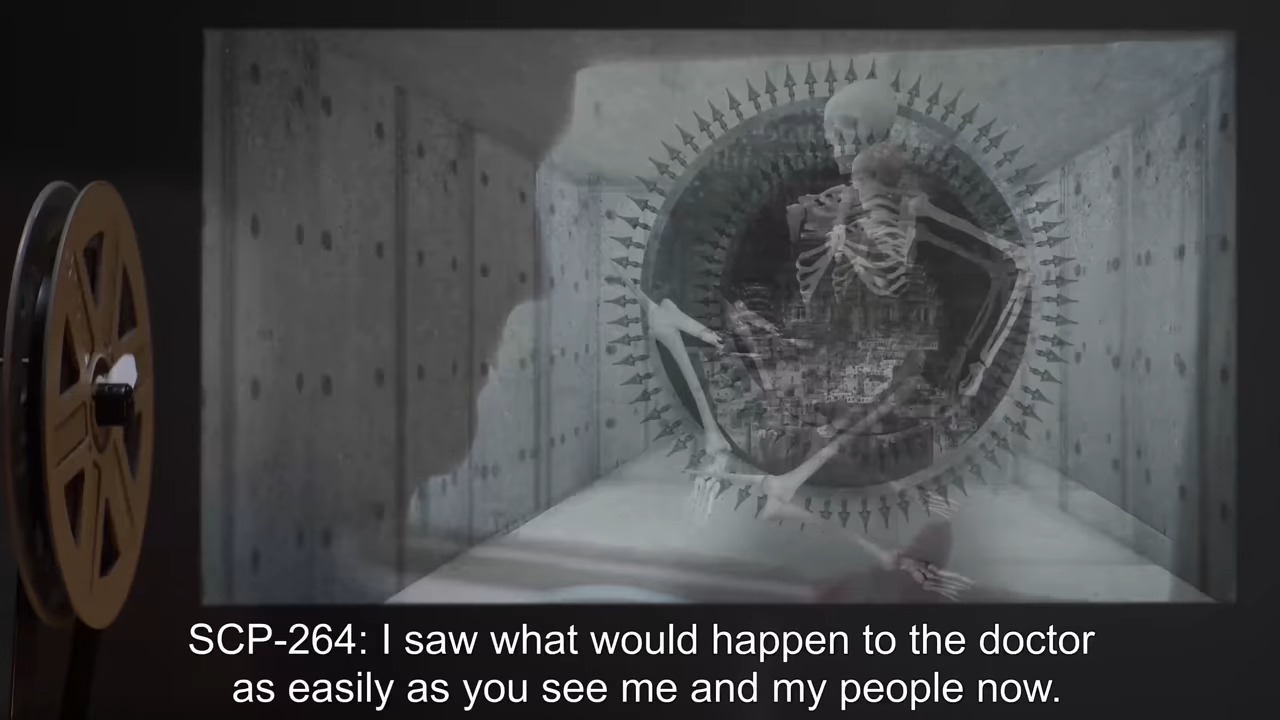 SCP-264: I saw what would happen to the doctor
as easily as you see me and my people now.